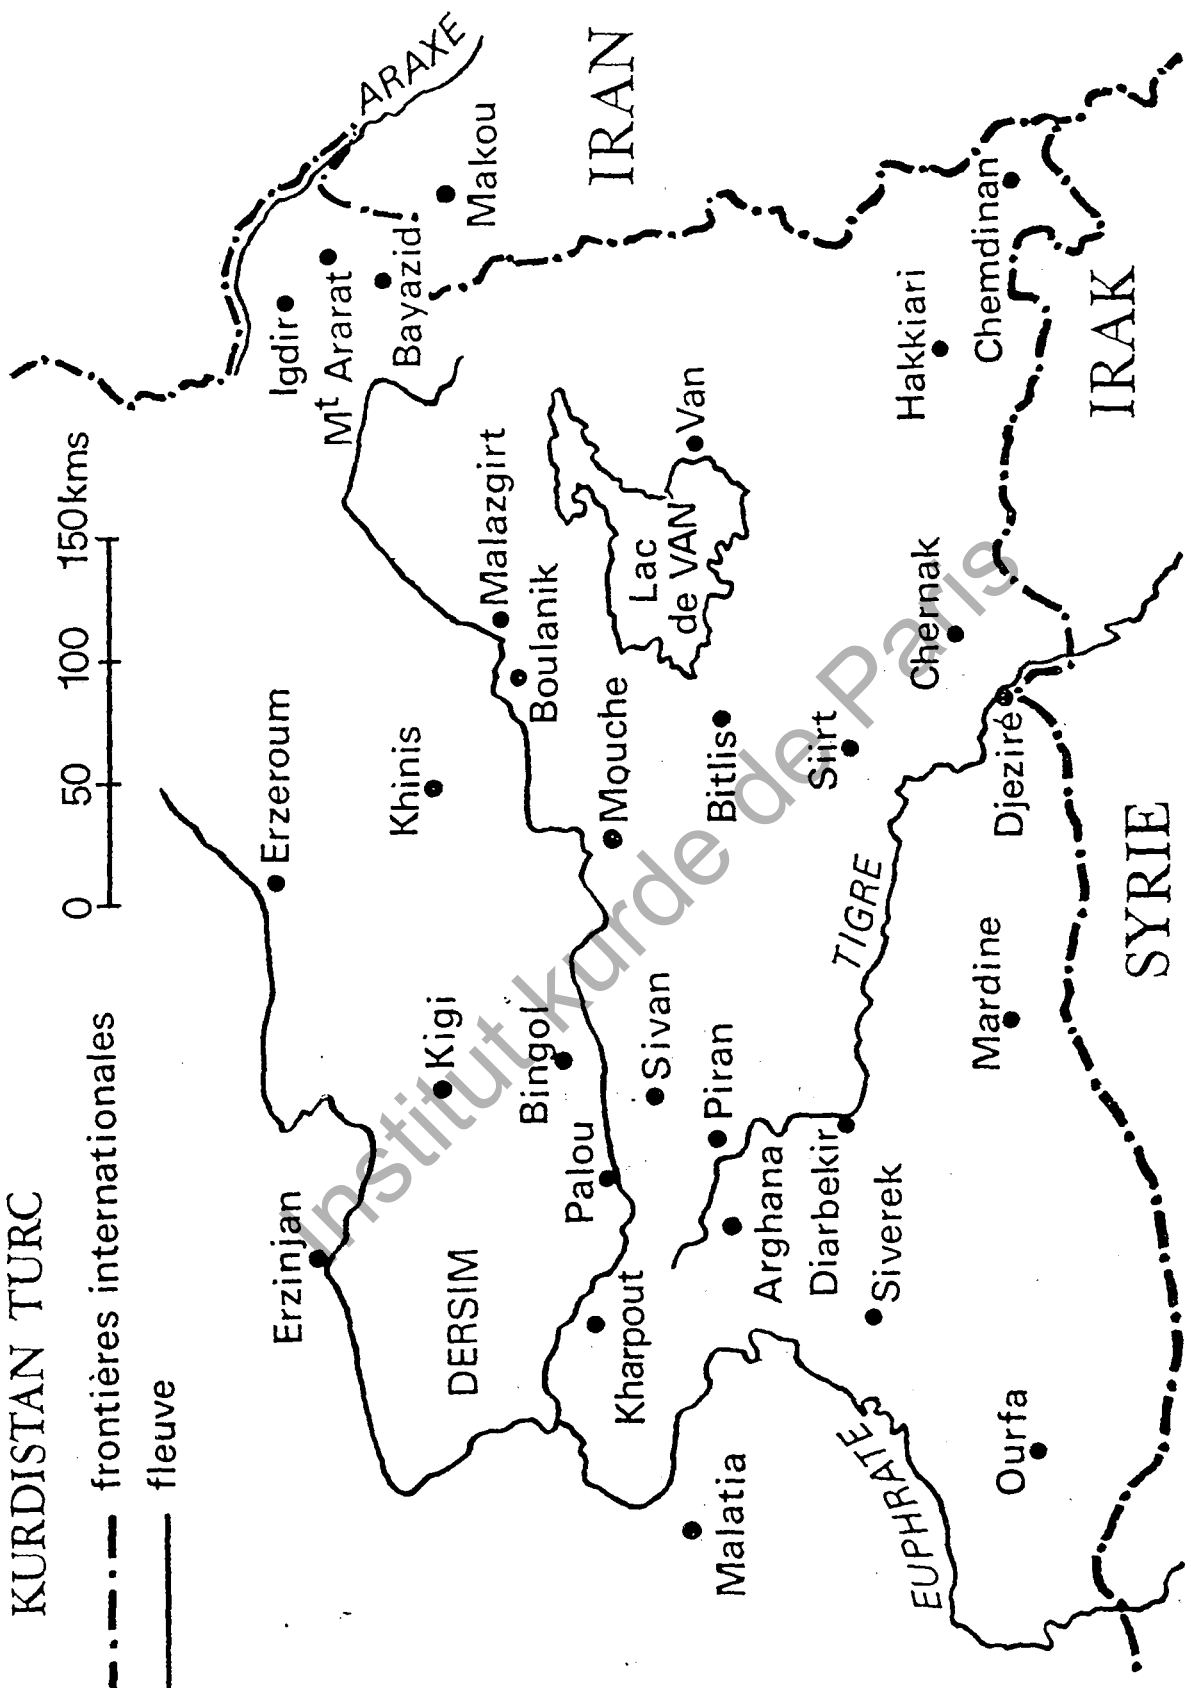 KURDISTAN TURC
frontières internationales
fleuve
0 50 100 150 kms
ARAXE
Igdir
Mt Ararat
Makou
Bayazid
IRAN
Erzeroum
Erzinjan
Khinis
Malazgirt
Boulanik
Kigi
DERSIM
Bingol
Mouche
Lac
de VAN
Van
Palou
Sivan
Kharpout
Bitlis
Piran
Malatia
Arghana
Siirt
Diarbekir
TIGRE
Siverek
EUPHRATE
Hakkiari
Chernak
Chemdinan
Djeziré
Mardine
Ourfa
IRAK
SYRIE
Institut kurde de Paris